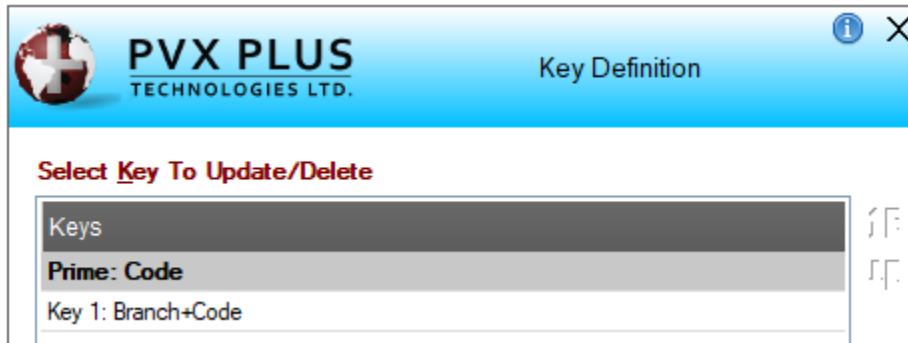 PVX PLUS
TECHNOLOGIES LTD.
Key Definition
Select Key To Update/Delete
Keys
Prime: Code
Key 1: Branch+Code